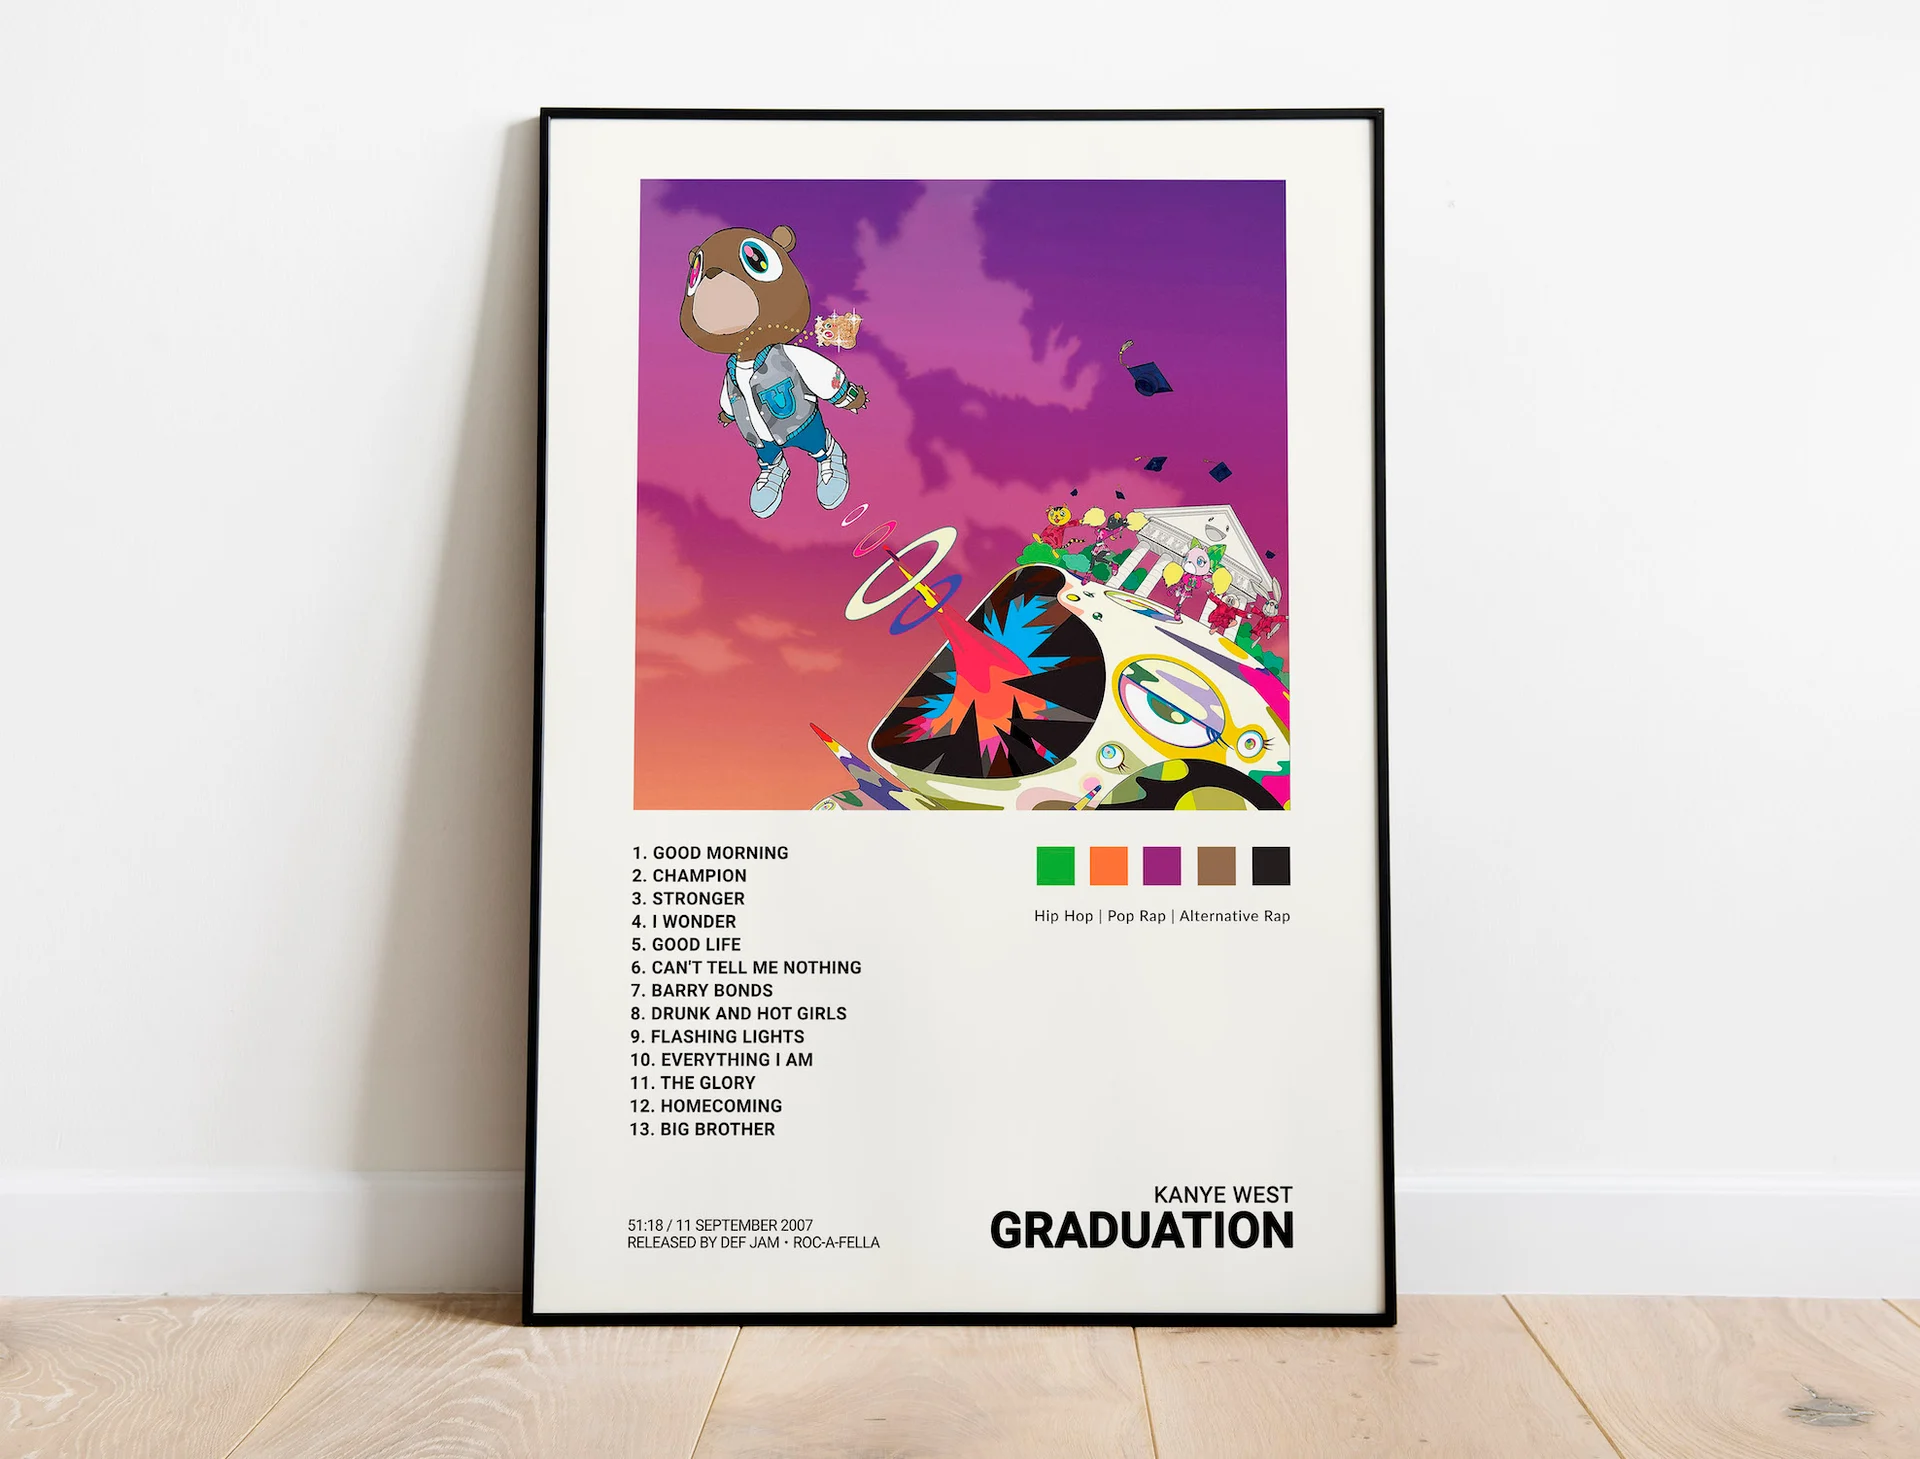 U
1. GOOD MORNING
2. CHAMPION
3. STRONGER
4. I WONDER
5. GOOD LIFE
6. CAN'T TELL ME NOTHING
7. BARRY BONDS
8. DRUNK AND HOT GIRLS
9. FLASHING LIGHTS
10. EVERYTHING I AM
11. THE GLORY
12. HOMECOMING
13. BIG BROTHER
Hip Hop | Pop Rap | Alternative Rap
51:18 / 11 SEPTEMBER 2007
RELEASED BY DEF JAM • ROC-A-FELLA
KANYE WEST
GRADUATION